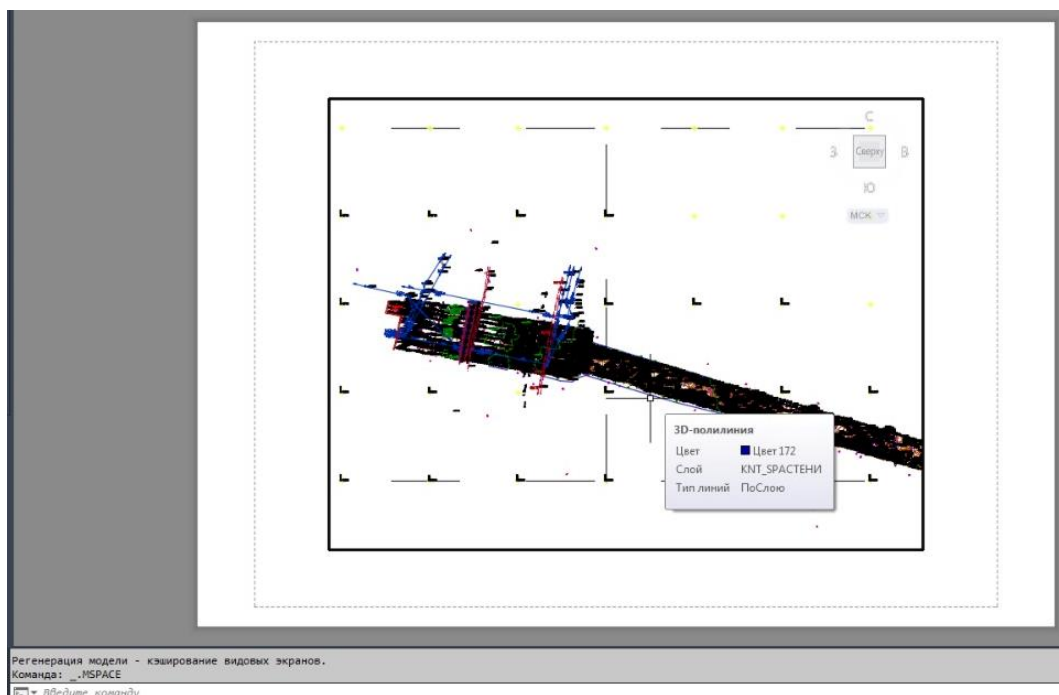 С
З Сверху В
Ю
МСК
3D-полилиния
Цвет Цвет 172
Слой KNT_SРАСТЕНИ
Тип линий ПоСлою
Регенерация модели - кэширование видовых экранов.
Команда: _.MSPACE
Введите команду